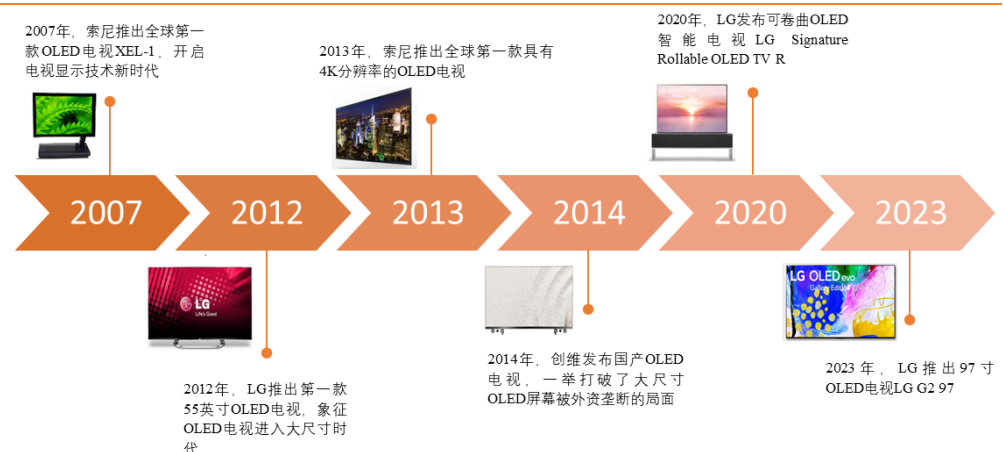 2007年，索尼推出全球第一
款OLED电视XEL-1，开启
电视显示技术新时代
2013年，索尼推出全球第一款具有
4K分辨率的OLED电视
2020年，LG发布可卷曲OLED
智能电视LG Signature
Rollable OLED TV R
2007
2012
2013
2014
2020
2023
LG
Life's Good
LG OLED evo
Gallery Edition
2012年，LG推出第一款
55英寸OLED电视，象征
OLED电视进入大尺寸时
代
2014年，创维发布国产OLED
电视，一举打破了大尺寸
OLED屏幕被外资垄断的局面
2023年，LG推出97寸
OLED电视LG G2 97